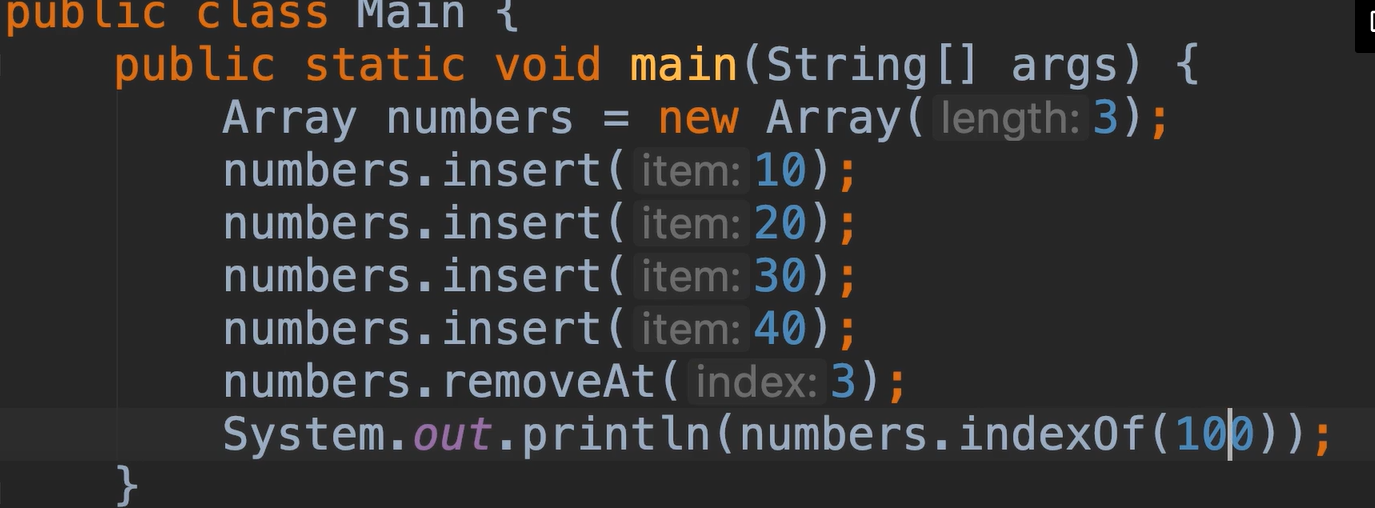 public class Main {
public static void main(String[] args) {
Array numbers = new Array( length: 3);
numbers.insert( item: 10);
numbers.insert( item: 20);
numbers.insert( item: 30);
numbers.insert( item: 40);
numbers.removeAt( index: 3);
System.out.println(numbers.indexOf(100));
}